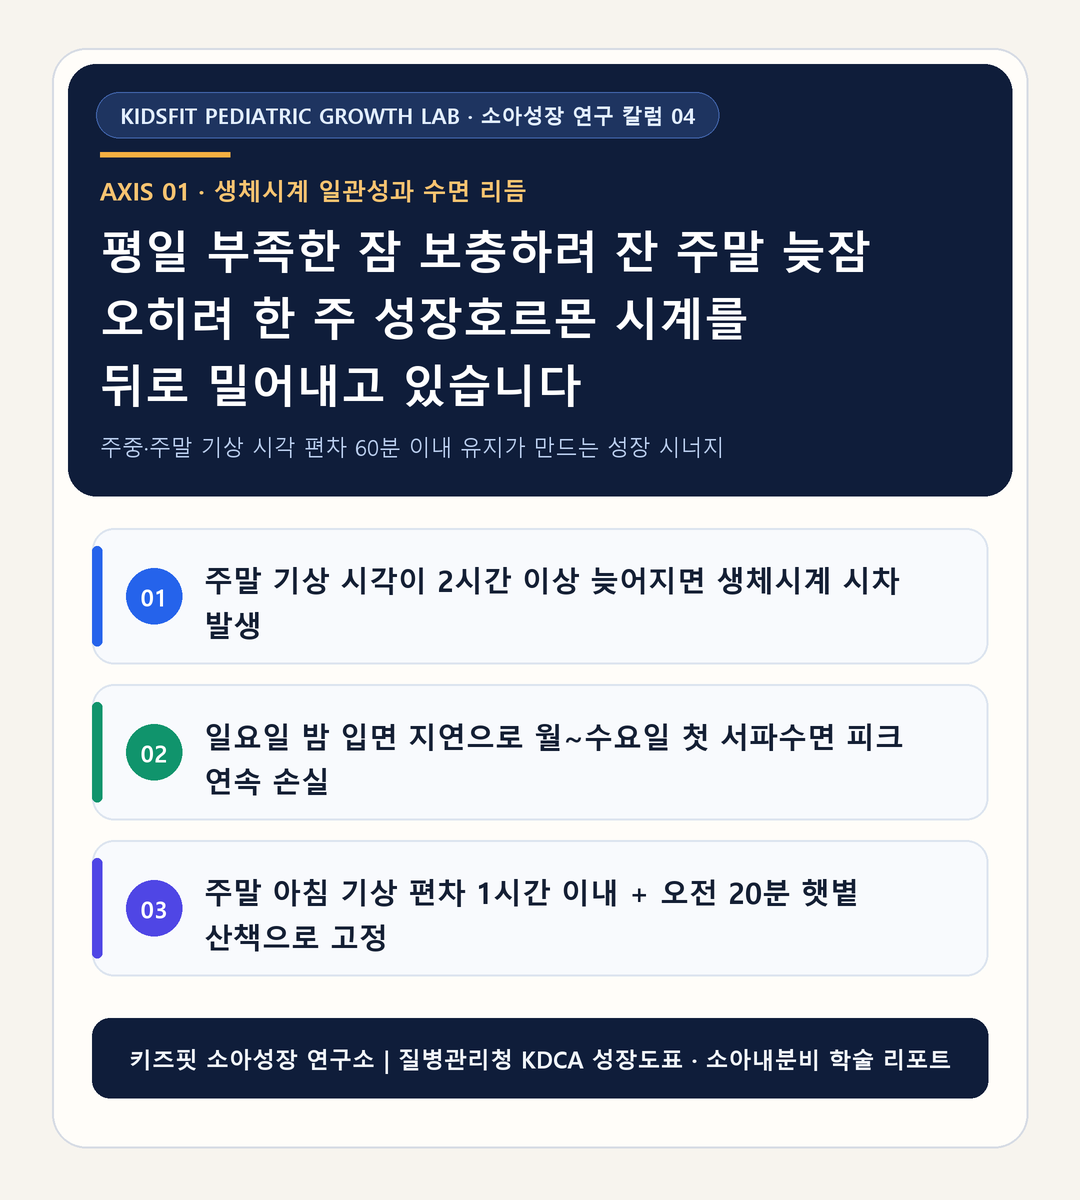 KIDSFIT PEDIATRIC GROWTH LAB · 소아성장 연구 칼럼 04
AXIS 01 · 생체시계 일관성과 수면 리듬
평일 부족한 잠 보충하려 잔 주말 늦잠
오히려 한 주 성장호르몬 시계를
뒤로 밀어내고 있습니다
주중·주말 기상 시각 편차 60분 이내 유지가 만드는 성장 시너지
01
주말 기상 시각이 2시간 이상 늦어지면 생체시계 시차
발생
02
일요일 밤 입면 지연으로 월~수요일 첫 서파수면 피크
연속 손실
03
주말 아침 기상 편차 1시간 이내 + 오전 20분 햇볕
산책으로 고정
키즈핏 소아성장 연구소 | 질병관리청 KDCA 성장도표 · 소아내분비 학술 리포트